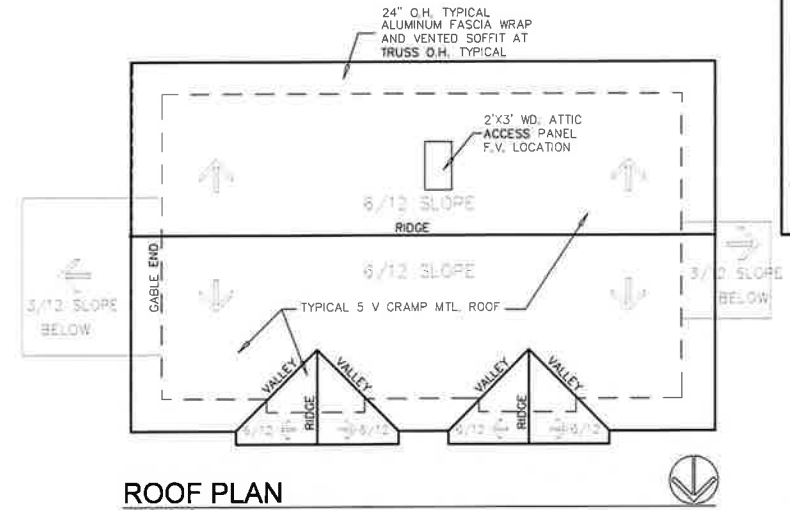 24" O.H. TYPICAL
ALUMINUM FASCIA WRAP
AND VENTED SOFFIT AT
TRUSS O.H. TYPICAL
2'X3' WD. ATTIC
ACCESS PANEL
F.V. LOCATION
6/12 SLOPE
RIDGE
GABLE END
6/12 SLOPE
3/12 SLOPE
BELOW
3/12 SLOPE
BELOW
TYPICAL 5 V CRAMP MTL. ROOF
VALLEY
VALLEY
RIDGE
6/12
6/12
VALLEY
VALLEY
RIDGE
6/12
6/12
ROOF PLAN